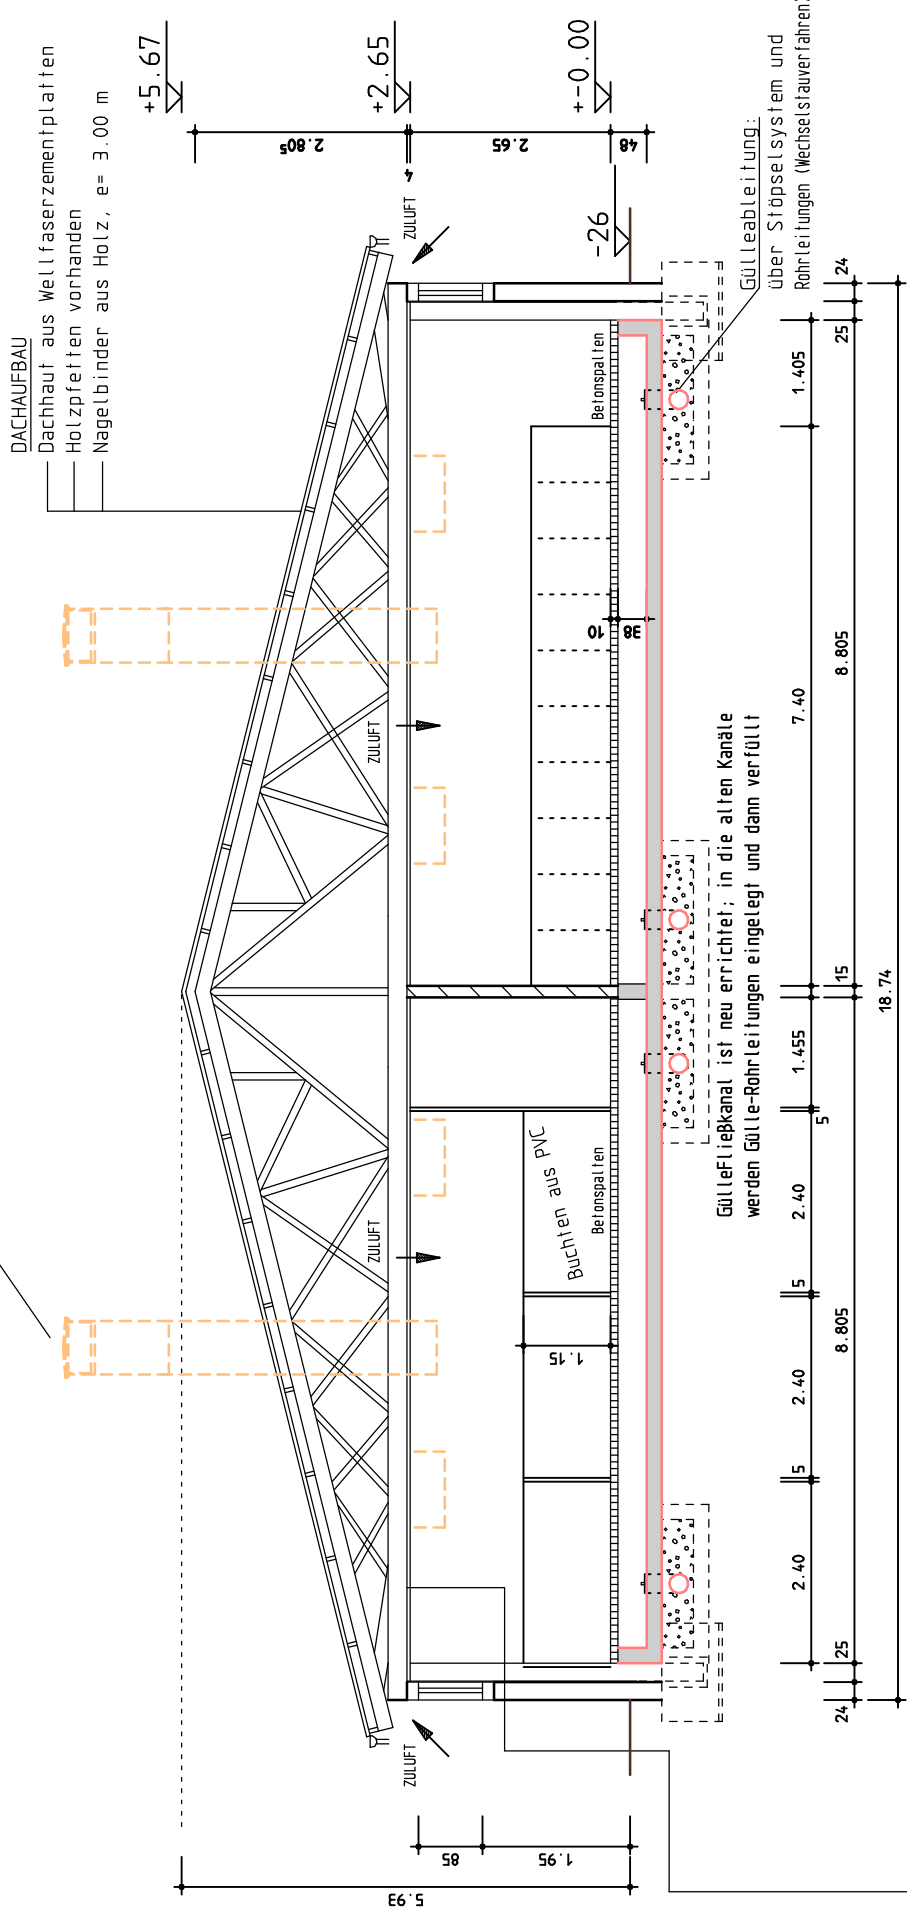 DACHAUFBAU
Dachhaut aus Wellfaserzementplatten
Holzpfetten vorhanden
Nagelbinder aus Holz, e= 3.00 m
+5.67
+2.65
+-0.00
-26
2.80⁵
4
2.65
48
ZULUFT
ZULUFT
ZULUFT
ZULUFT
Betonspalten
Betonspalten
Buchten aus PVC
1.15
10
38
Gülleableitung:
über Stöpselsystem und
Rohrleitungen (Wechselstauverfahren)
GülleFließkanal ist neu errichtet; in die alten Kanäle
werden Gülle-Rohrleitungen eingelegt und dann verfüllt
2.40
5
2.40
5
2.40
5
1.455
7.40
1.405
24
25
8.805
15
8.805
25
24
18.74
5.93
85
1.95